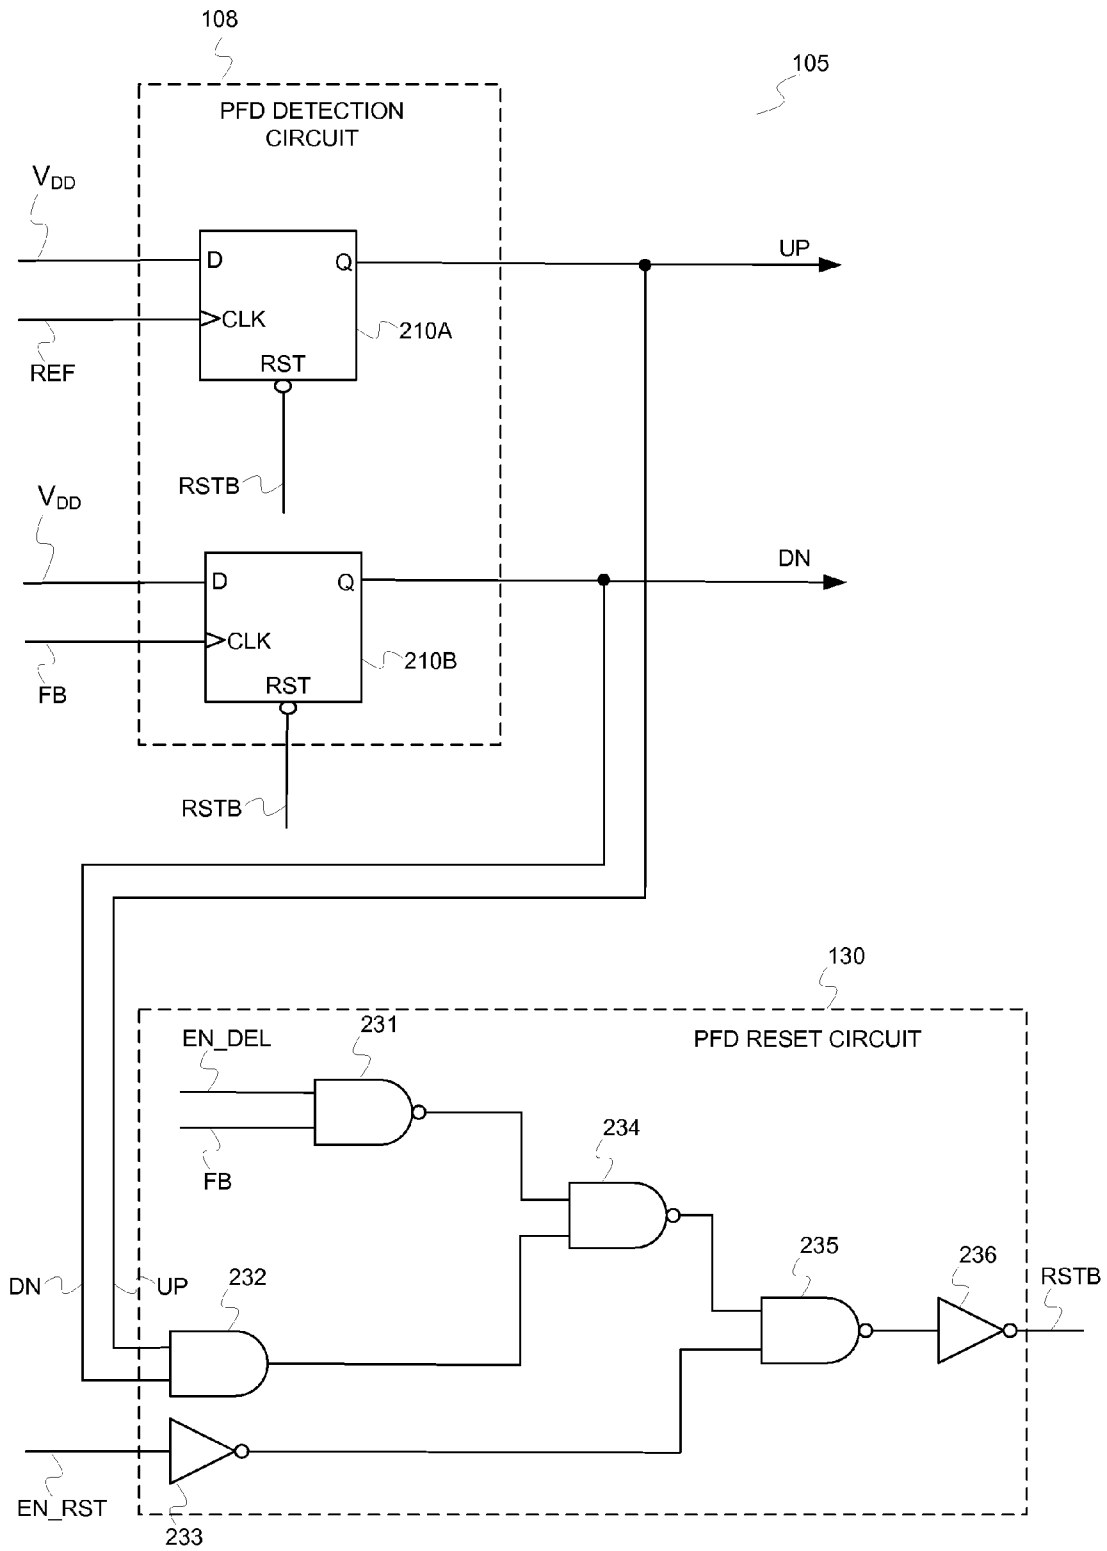 108
105
PFD DETECTION
CIRCUIT
VDD
D
Q
UP
CLK
210A
REF
RST
RSTB
VDD
D
Q
DN
CLK
210B
FB
RST
RSTB
130
231
EN_DEL
PFD RESET CIRCUIT
234
FB
235
236
RSTB
DN
UP
232
EN_RST
233